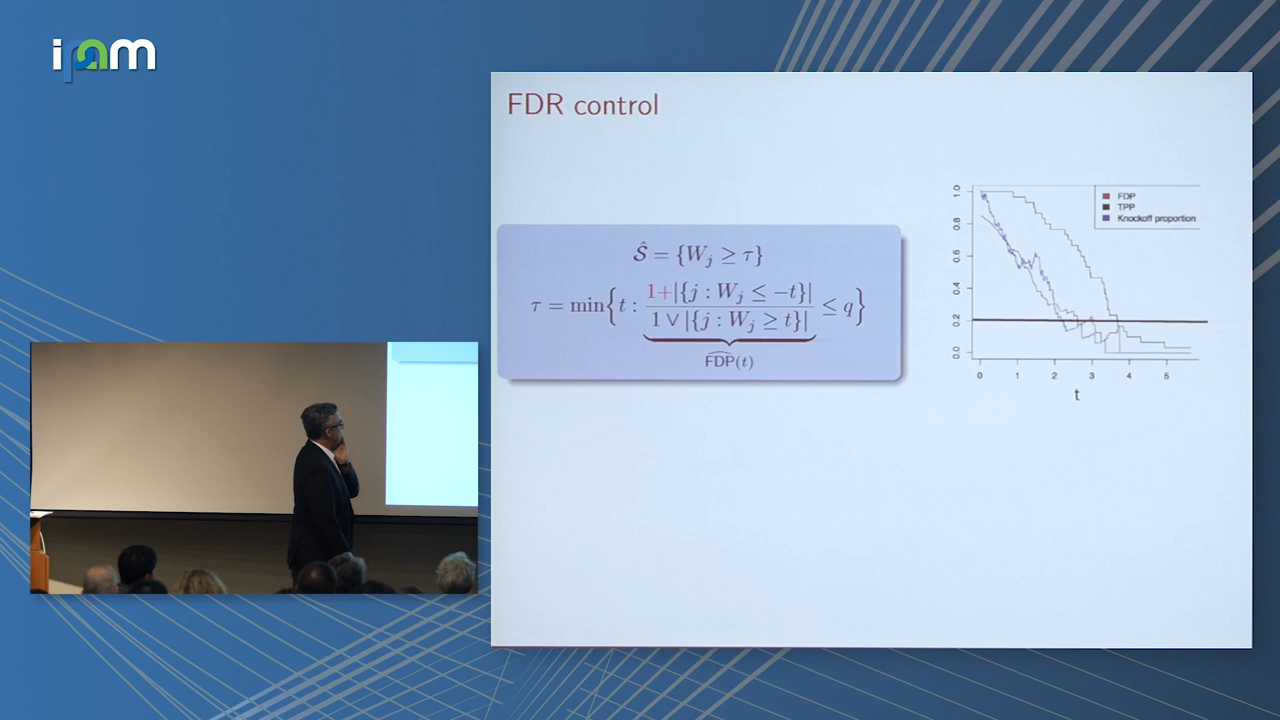 ipam
FDR control
Ŝ = {W_j ≥ τ}
τ = min{t : (1+|{j : W_j ≤ −t}|) / (1 ∨ |{j : W_j ≥ t}|) ≤ q}
F̂DP(t)
FDP
TPP
Knockoff proportion
1.0
0.8
0.6
0.4
0.2
0.0
0 1 2 3 4 5
t